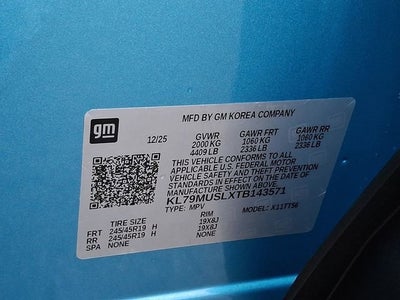 MFD BY GM KOREA COMPANY
gm
12/25 GVWR GAWR FRT GAWR RR
2000 KG 1060 KG 1060 KG
4409 LB 2336 LB 2336 LB
THIS VEHICLE CONFORMS TO ALL
APPLICABLE U.S. FEDERAL MOTOR
VEHICLE SAFETY AND THEFT PREVENTION
STANDARDS IN EFFECT ON THE DATE OF
MANUFACTURE SHOWN ABOVE.
KL79MUSLXTB143571
TYPE: MPV MODEL: X1TT56
TIRE SIZE RIM
FRT 245/45R19 H 19X8J
RR 245/45R19 H 19X8J
SPA NONE NONE